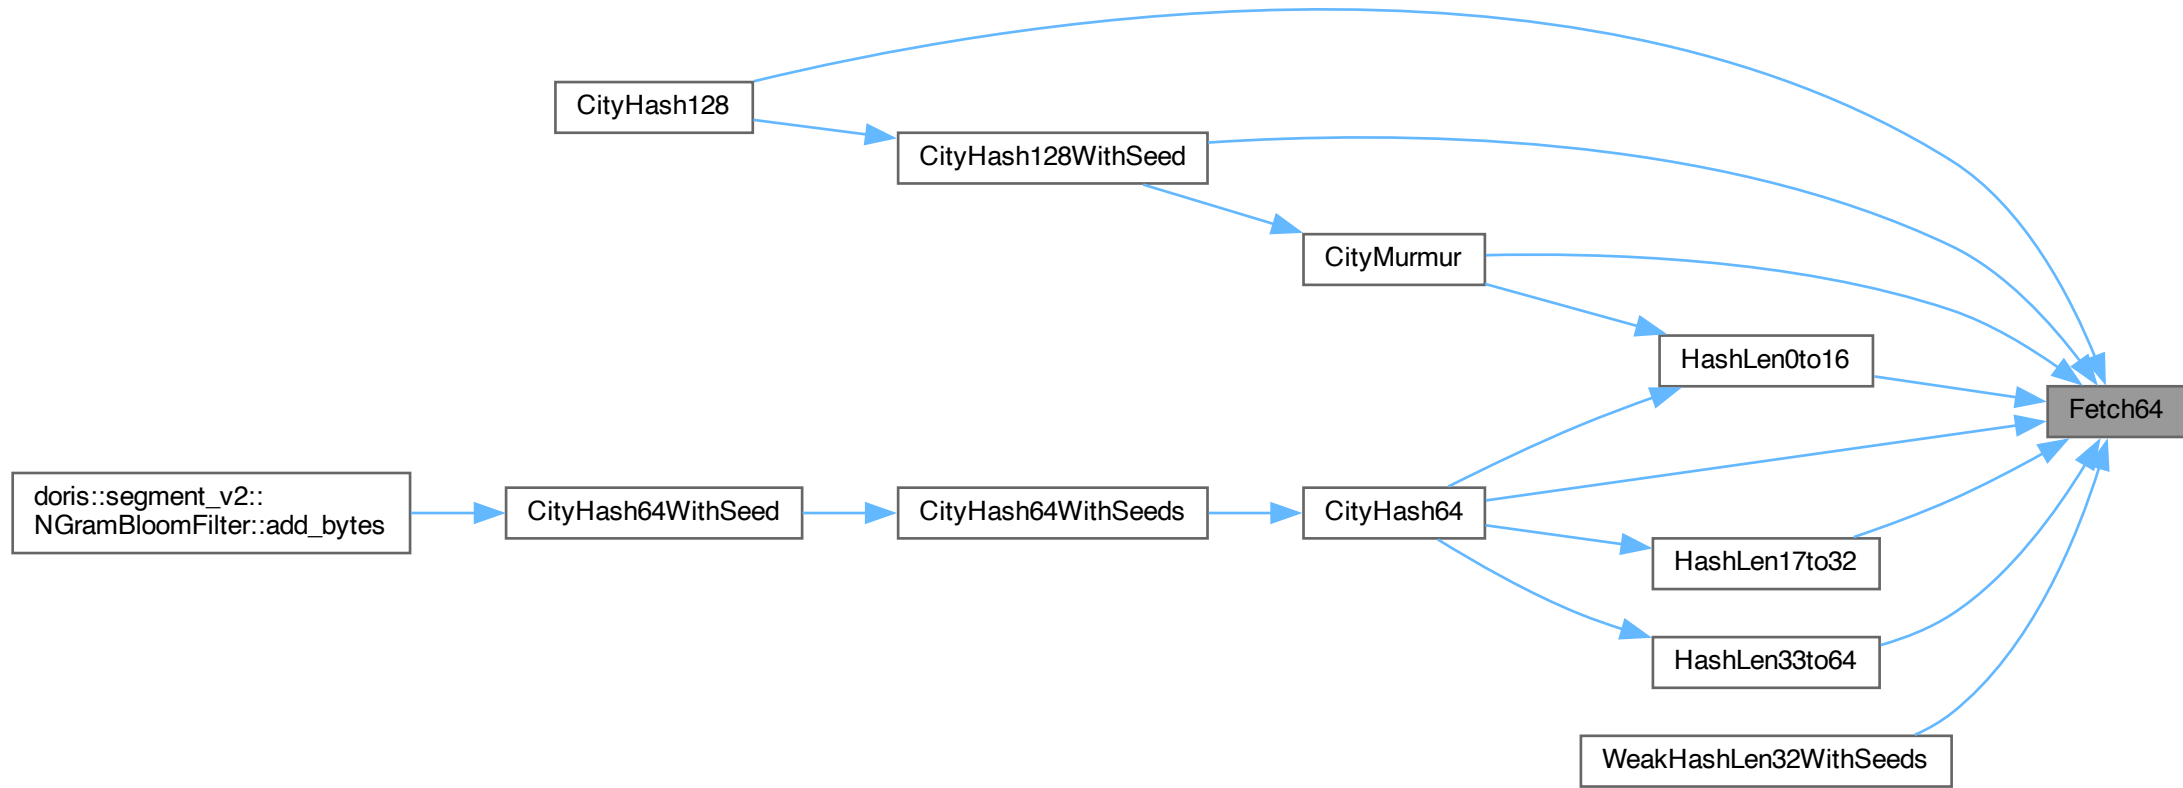 CityHash128
CityHash128WithSeed
CityMurmur
HashLen0to16
Fetch64
doris::segment_v2::
NGramBloomFilter::add_bytes
CityHash64WithSeed
CityHash64WithSeeds
CityHash64
HashLen17to32
HashLen33to64
WeakHashLen32WithSeeds